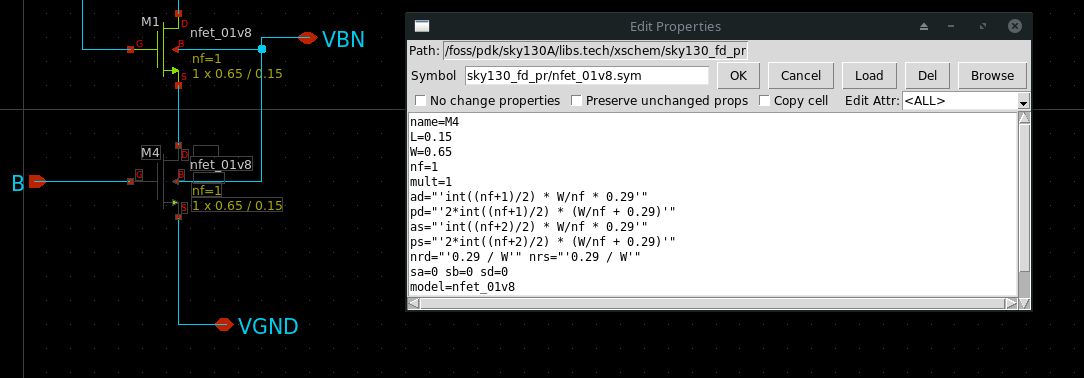 M1
D
nfet_01v8
G
B
nf=1
1 x 0.65 / 0.15
S
VBN
M4
D
nfet_01v8
B
G
B
nf=1
1 x 0.65 / 0.15
S
VGND
Edit Properties
Path: /foss/pdk/sky130A/libs.tech/xschem/sky130_fd_pr
Symbol sky130_fd_pr/nfet_01v8.sym OK Cancel Load Del Browse
No change properties Preserve unchanged props Copy cell Edit Attr: <ALL>
name=M4
L=0.15
W=0.65
nf=1
mult=1
ad="'int((nf+1)/2) * W/nf * 0.29'"
pd="'2*int((nf+1)/2) * (W/nf + 0.29)'"
as="'int((nf+2)/2) * W/nf * 0.29'"
ps="'2*int((nf+2)/2) * (W/nf + 0.29)'"
nrd="'0.29 / W'" nrs="'0.29 / W'"
sa=0 sb=0 sd=0
model=nfet_01v8